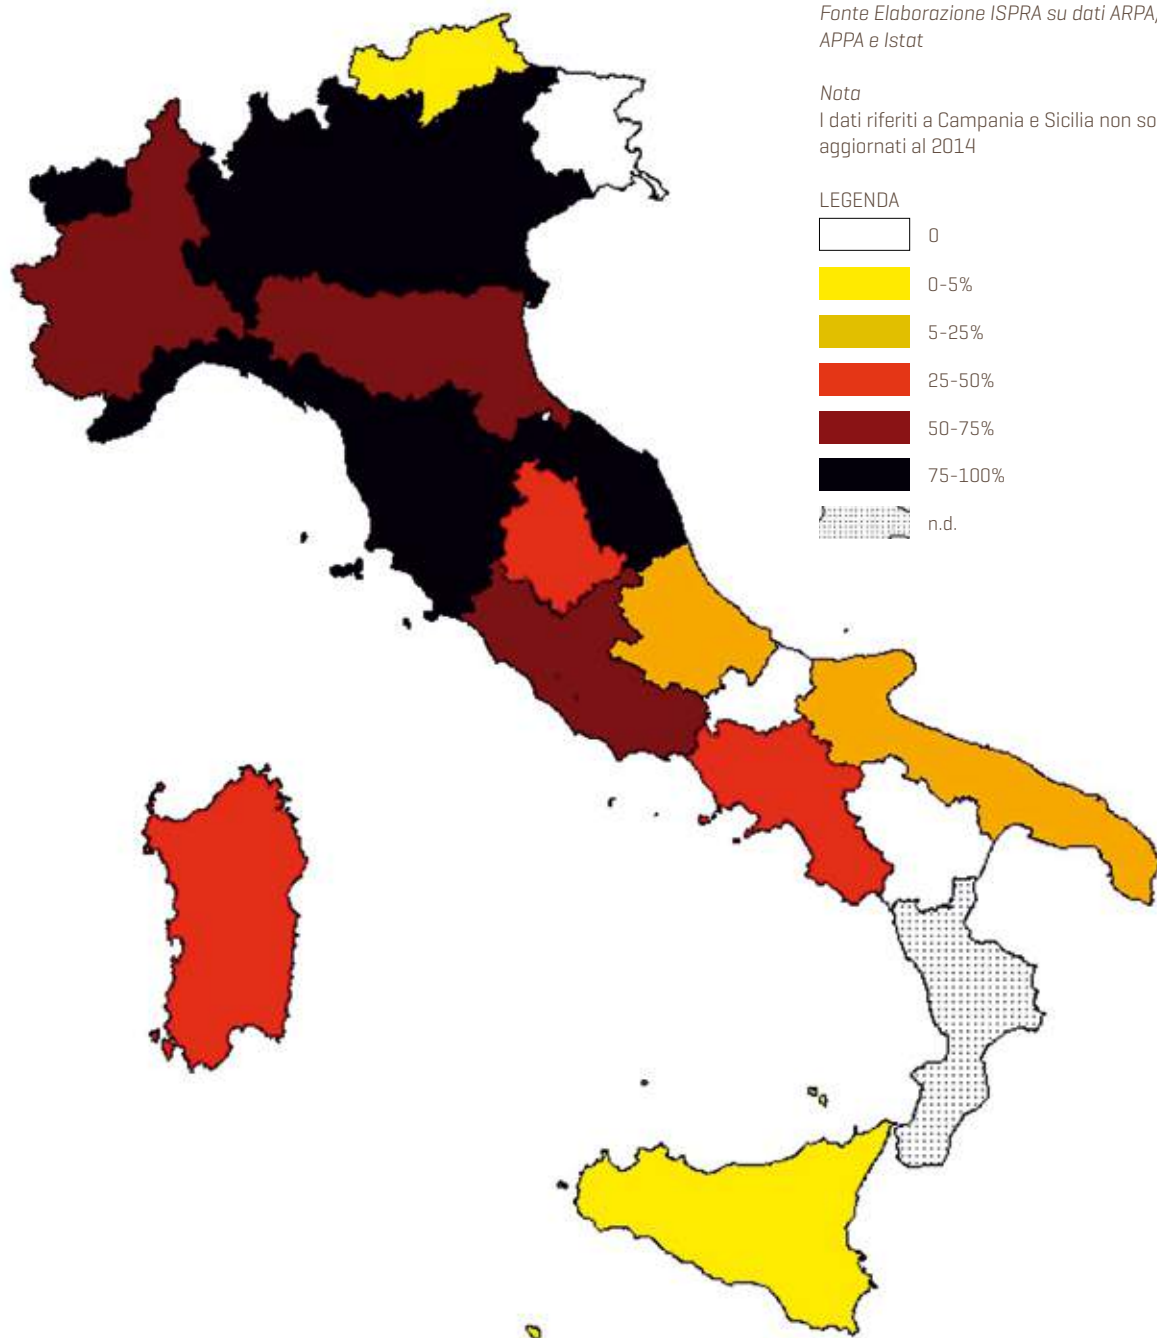 Fonte Elaborazione ISPRA su dati ARPA,
APPA e Istat
Nota
I dati riferiti a Campania e Sicilia non so
aggiornati al 2014
LEGENDA
0
0-5%
5-25%
25-50%
50-75%
75-100%
n.d.